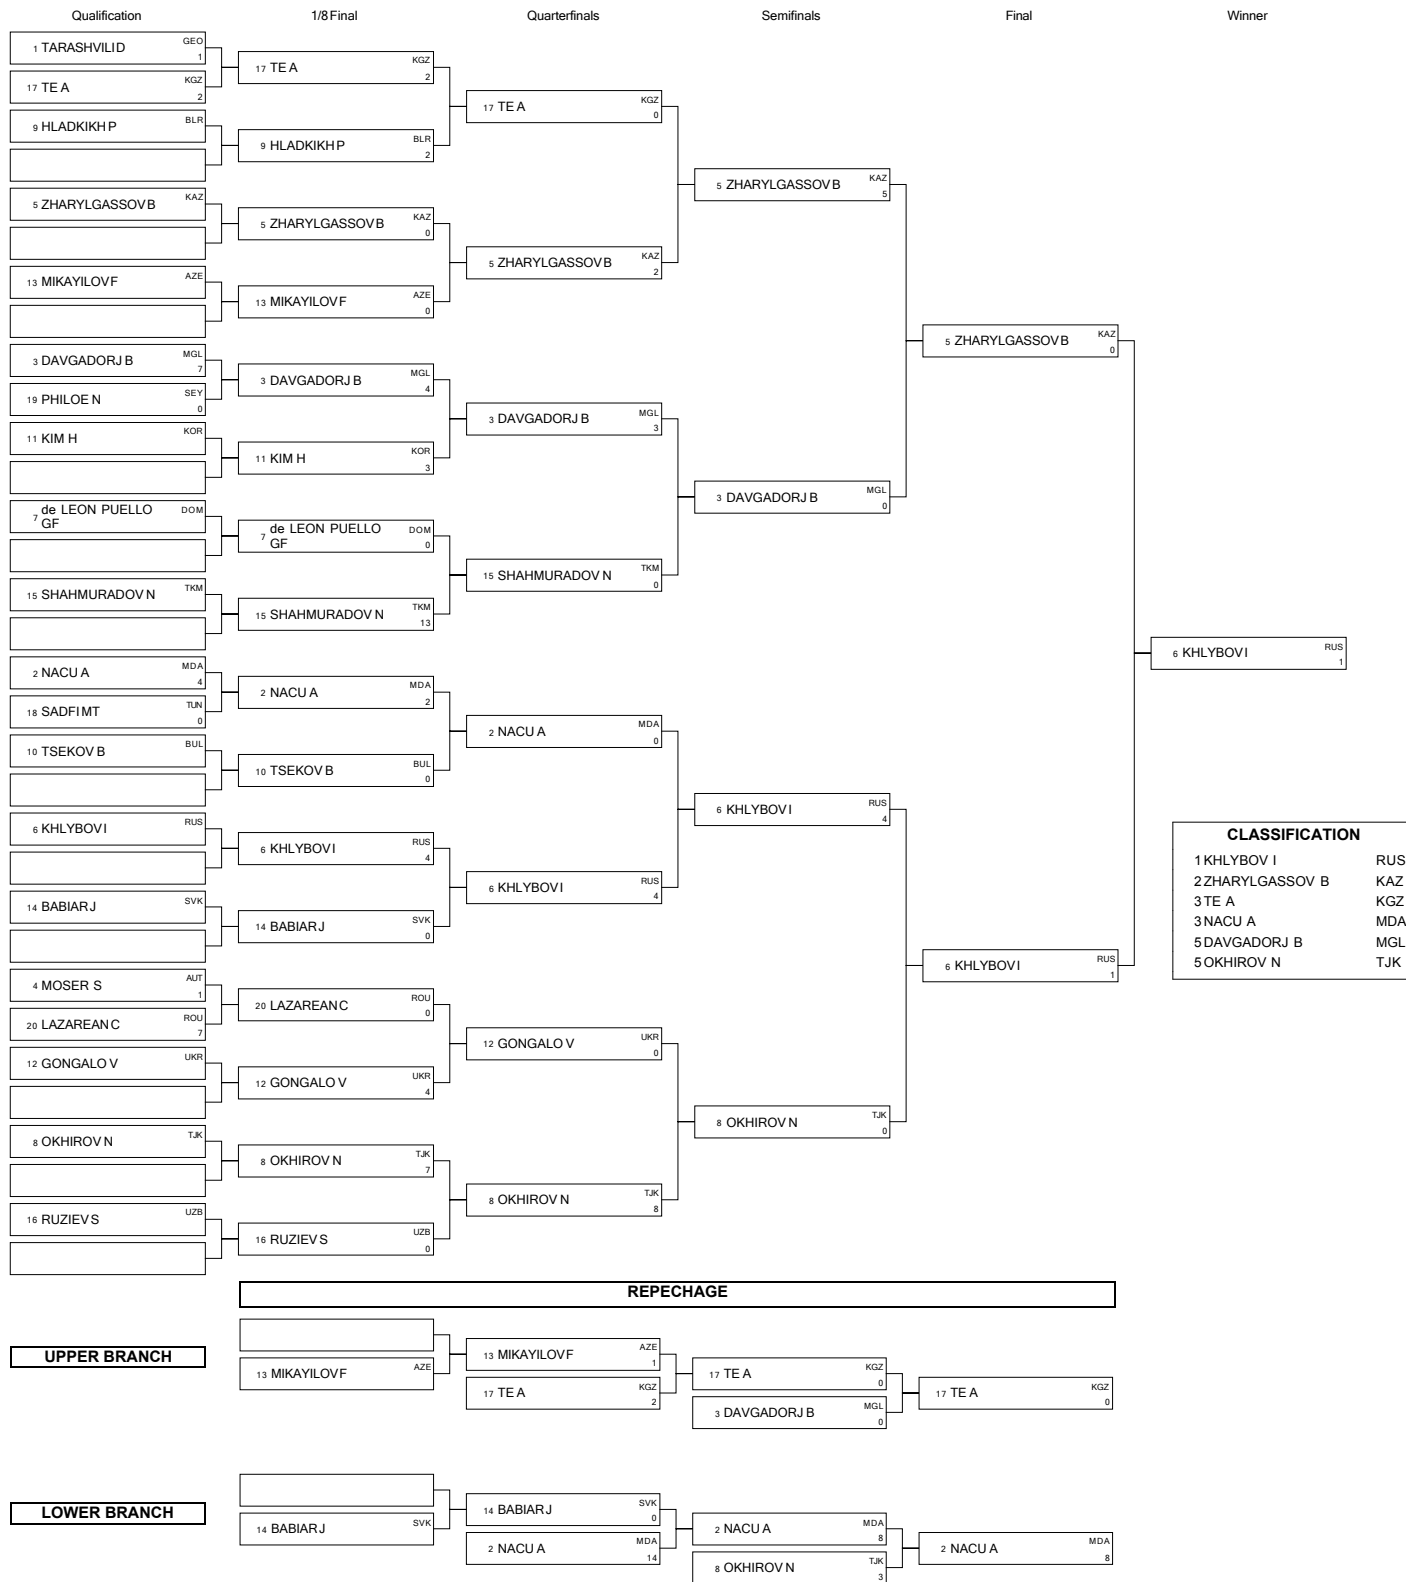 Qualification 1/8 Final Quarterfinals Semifinals Final Winner
1 TARASHVILI D GEO 1
17 TE A KGZ 2
9 HLADKIKH P BLR
5 ZHARYLGASSOV B KAZ
13 MIKAYILOV F AZE
3 DAVGADORJ B MGL 7
19 PHILOE N SEY 0
11 KIM H KOR
7 de LEON PUELLO GF DOM
15 SHAHMURADOV N TKM
2 NACU A MDA 4
18 SADFI MT TUN 0
10 TSEKOV B BUL
6 KHLYBOV I RUS
14 BABIAR J SVK
4 MOSER S AUT 1
20 LAZAREAN C ROU 7
12 GONGALO V UKR
8 OKHIROV N TJK
16 RUZIEV S UZB
17 TE A KGZ 2
9 HLADKIKH P BLR 2
5 ZHARYLGASSOV B KAZ 0
13 MIKAYILOV F AZE 0
3 DAVGADORJ B MGL 4
11 KIM H KOR 3
7 de LEON PUELLO GF DOM 0
15 SHAHMURADOV N TKM 13
2 NACU A MDA 2
10 TSEKOV B BUL 0
6 KHLYBOV I RUS 4
14 BABIAR J SVK 0
20 LAZAREAN C ROU 0
12 GONGALO V UKR 4
8 OKHIROV N TJK 7
16 RUZIEV S UZB 0
17 TE A KGZ 0
5 ZHARYLGASSOV B KAZ 2
3 DAVGADORJ B MGL 3
15 SHAHMURADOV N TKM 0
2 NACU A MDA 0
6 KHLYBOV I RUS 4
12 GONGALO V UKR 0
8 OKHIROV N TJK 8
5 ZHARYLGASSOV B KAZ 5
3 DAVGADORJ B MGL 0
6 KHLYBOV I RUS 4
8 OKHIROV N TJK 0
5 ZHARYLGASSOV B KAZ 0
6 KHLYBOV I RUS 1
6 KHLYBOV I RUS 1
CLASSIFICATION
1 KHLYBOV I RUS
2 ZHARYLGASSOV B KAZ
3 TE A KGZ
3 NACU A MDA
5 DAVGADORJ B MGL
5 OKHIROV N TJK
REPECHAGE
UPPER BRANCH
13 MIKAYILOV F AZE
13 MIKAYILOV F AZE 1
17 TE A KGZ 2
17 TE A KGZ 0
3 DAVGADORJ B MGL 0
17 TE A KGZ 0
LOWER BRANCH
14 BABIAR J SVK
14 BABIAR J SVK 0
2 NACU A MDA 14
2 NACU A MDA 8
8 OKHIROV N TJK 3
2 NACU A MDA 8